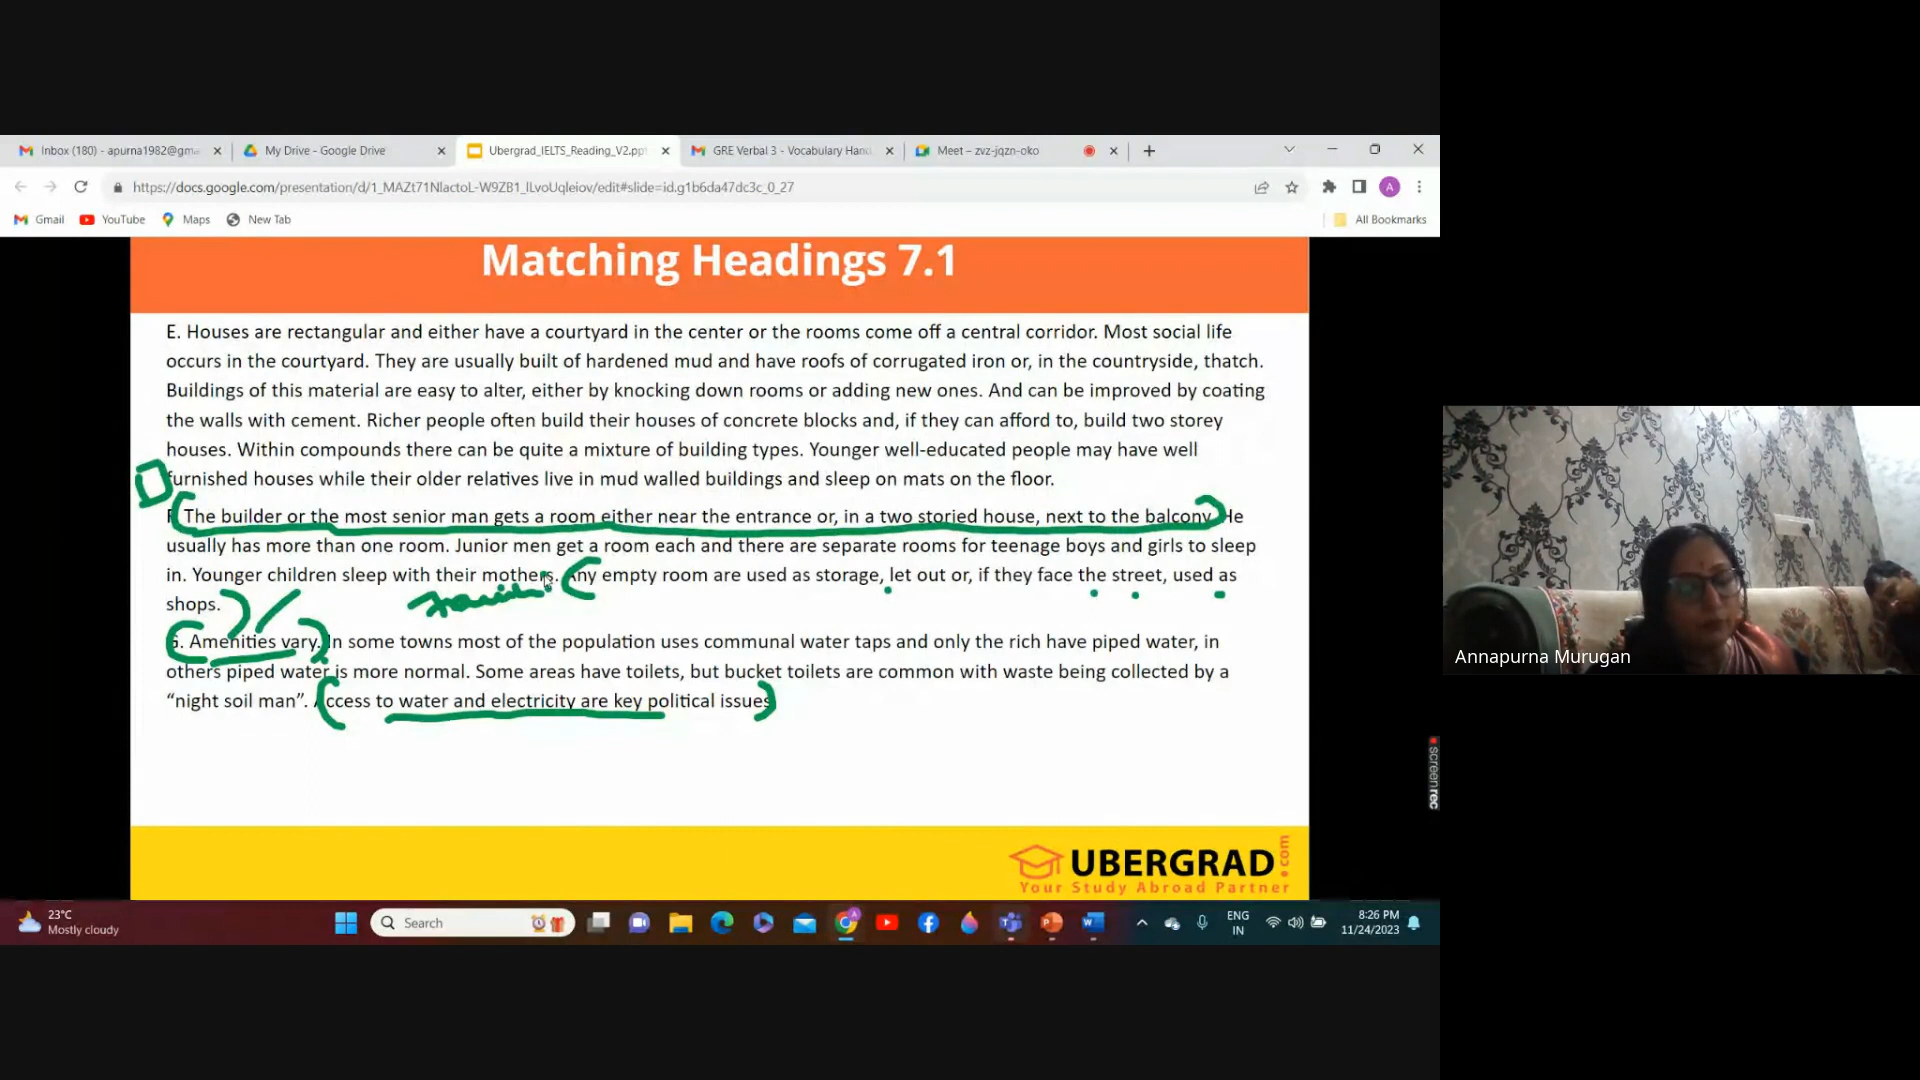 Inbox (180) - apurna1982@gma
My Drive - Google Drive
Ubergrad_IELTS_Reading_V2.pp
GRE Verbal 3 - Vocabulary Han
Meet – zvz-jqzn-oko
https://docs.google.com/presentation/d/1_MAZt71NlactoL-W9ZB1_lLvoUqleiov/edit#slide=id.g1b6da47dc3c_0_27
Gmail YouTube Maps New Tab All Bookmarks
Matching Headings 7.1
E. Houses are rectangular and either have a courtyard in the center or the rooms come off a central corridor. Most social life
occurs in the courtyard. They are usually built of hardened mud and have roofs of corrugated iron or, in the countryside, thatch.
Buildings of this material are easy to alter, either by knocking down rooms or adding new ones. And can be improved by coating
the walls with cement. Richer people often build their houses of concrete blocks and, if they can afford to, build two storey
houses. Within compounds there can be quite a mixture of building types. Younger well-educated people may have well
furnished houses while their older relatives live in mud walled buildings and sleep on mats on the floor.
F. The builder or the most senior man gets a room either near the entrance or, in a two storied house, next to the balcony. He
usually has more than one room. Junior men get a room each and there are separate rooms for teenage boys and girls to sleep
in. Younger children sleep with their mothers. Any empty room are used as storage, let out or, if they face the street, used as
shops.
G. Amenities vary. In some towns most of the population uses communal water taps and only the rich have piped water, in
others piped water is more normal. Some areas have toilets, but bucket toilets are common with waste being collected by a
“night soil man”. Access to water and electricity are key political issues.
Annapurna Murugan
screenrec
UBERGRAD.com
Your Study Abroad Partner
23°C
Mostly cloudy
Search
ENG
IN
8:26 PM
11/24/2023